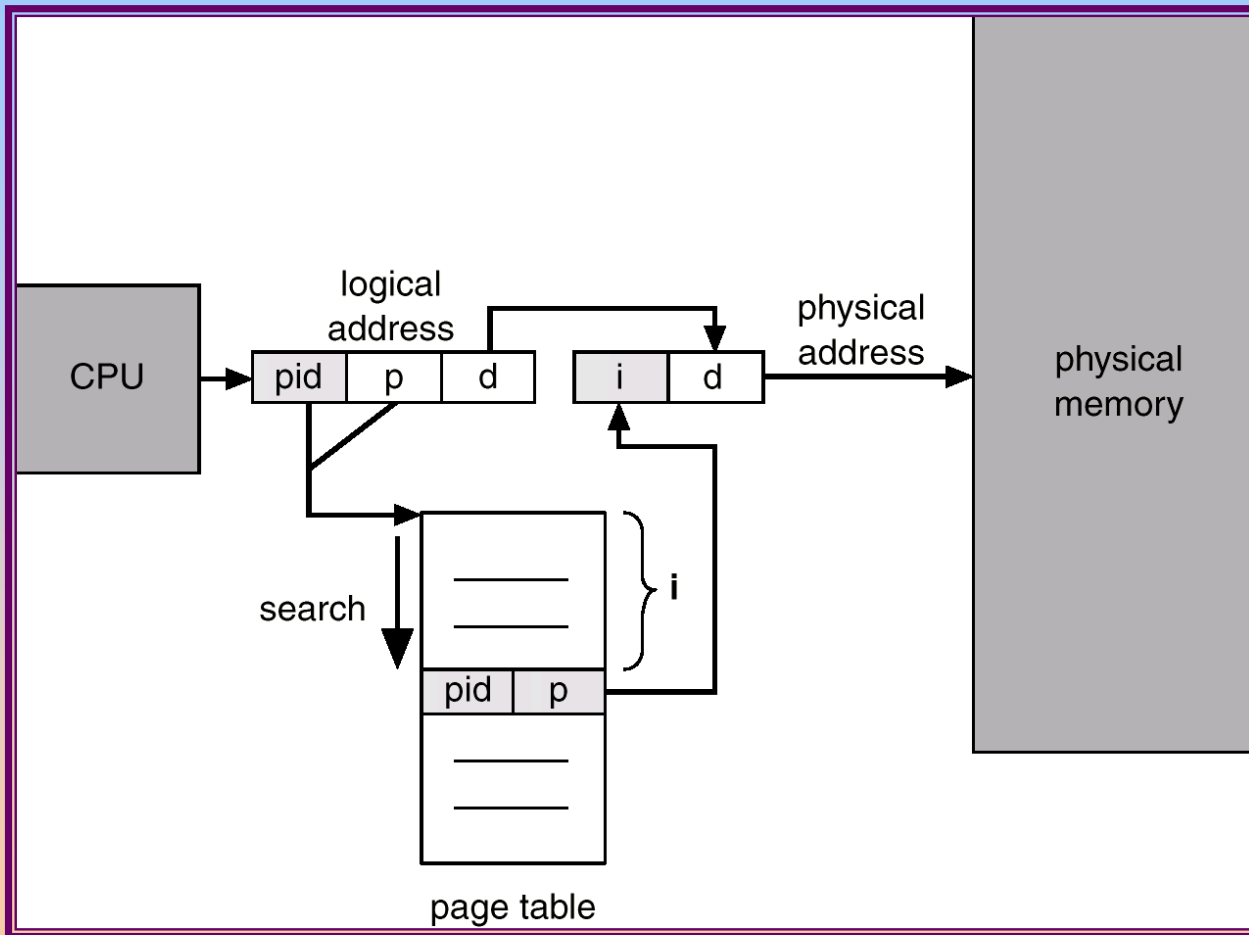 logical
address
physical
address
CPU
pid p d
i d
physical
memory
search
i
pid p
page table